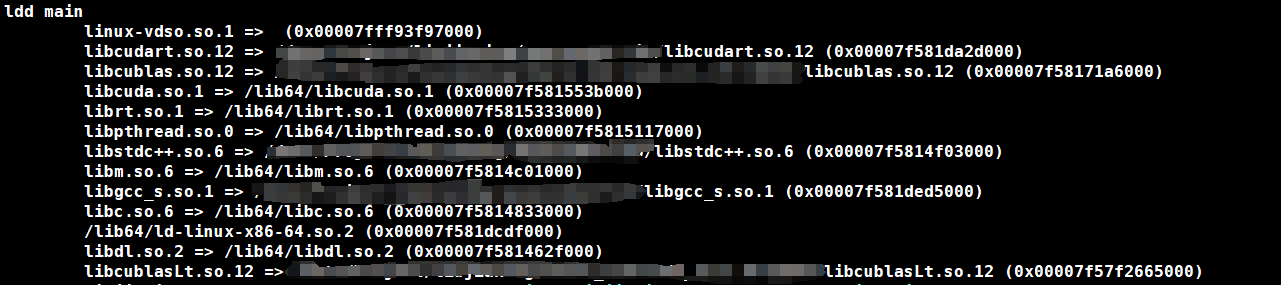 ldd main
linux-vdso.so.1 => (0x00007fff93f97000)
libcudart.so.12 => /libcudart.so.12 (0x00007f581da2d000)
libcublas.so.12 => libcublas.so.12 (0x00007f58171a6000)
libcuda.so.1 => /lib64/libcuda.so.1 (0x00007f581553b000)
librt.so.1 => /lib64/librt.so.1 (0x00007f5815333000)
libpthread.so.0 => /lib64/libpthread.so.0 (0x00007f5815117000)
libstdc++.so.6 => /libstdc++.so.6 (0x00007f5814f03000)
libm.so.6 => /lib64/libm.so.6 (0x00007f5814c01000)
libgcc_s.so.1 => /libgcc_s.so.1 (0x00007f581ded5000)
libc.so.6 => /lib64/libc.so.6 (0x00007f5814833000)
/lib64/ld-linux-x86-64.so.2 (0x00007f581dcdf000)
libdl.so.2 => /lib64/libdl.so.2 (0x00007f581462f000)
libcublasLt.so.12 => libcublasLt.so.12 (0x00007f57f2665000)